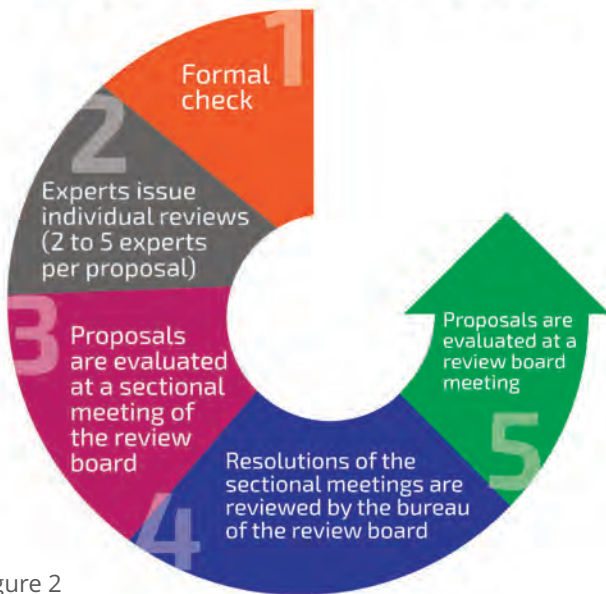 1
Formal
check
2
Experts issue
individual reviews
(2 to 5 experts
per proposal)
3
Proposals
are evaluated
at a sectional
meeting of
the review
board
4
Resolutions of the
sectional meetings are
reviewed by the bureau
of the review board
5
Proposals are
evaluated at a
review board
meeting
gure 2